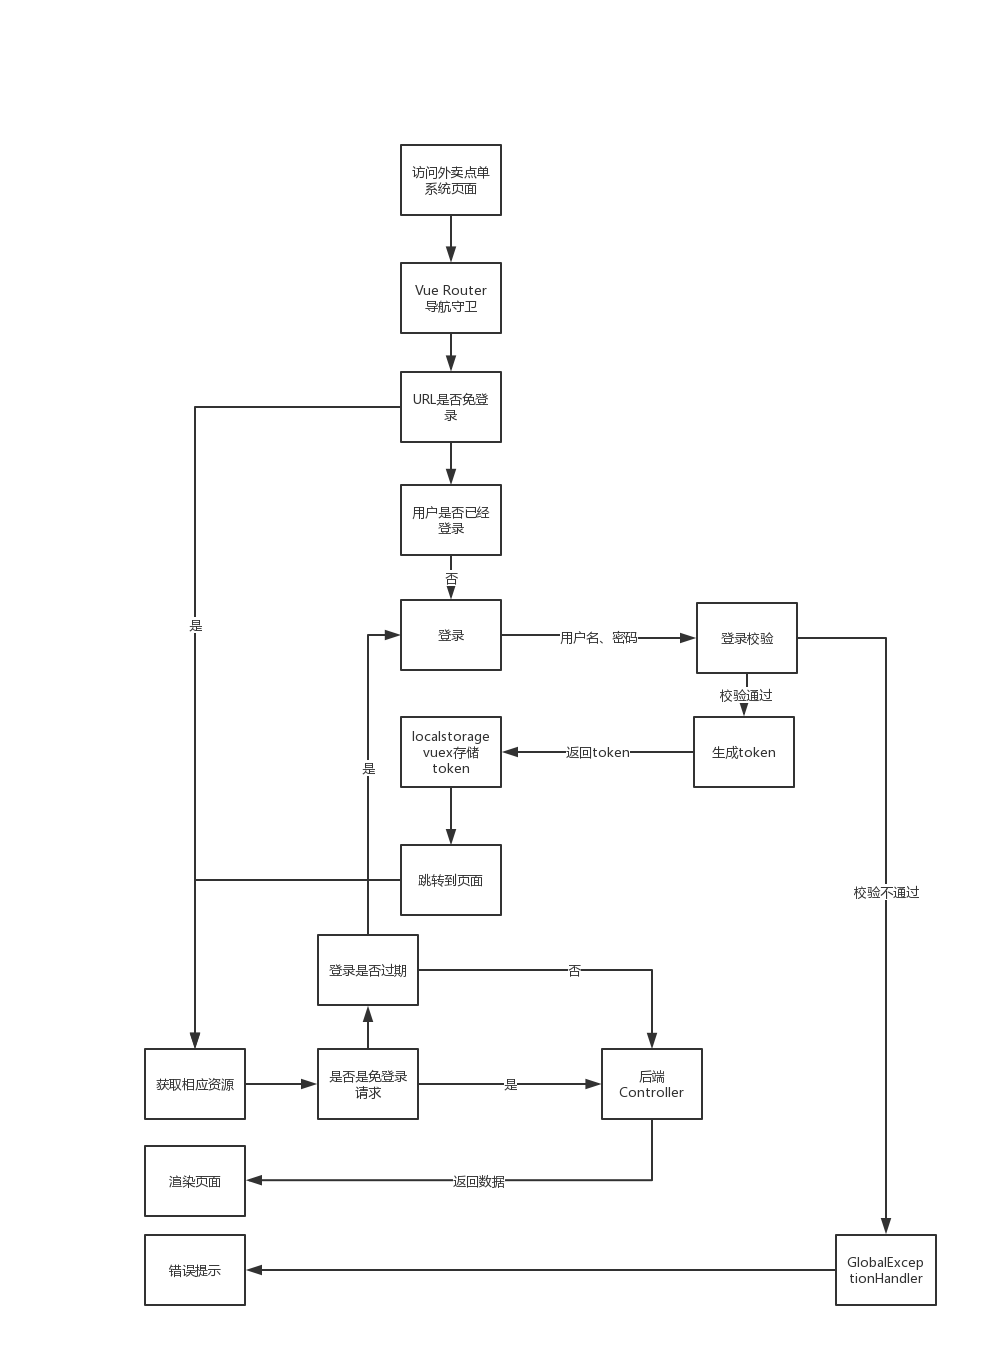 访问外卖点单
系统页面
Vue Router
导航守卫
URL是否免登
录
用户是否已经
登录
否
登录
用户名、密码
登录校验
是
校验通过
localstorage
vuex存储
token
返回token
生成token
是
跳转到页面
校验不通过
登录是否过期
否
获取相应资源
是否是免登录
请求
是
后端
Controller
渲染页面
返回数据
错误提示
GlobalExcep
tionHandler